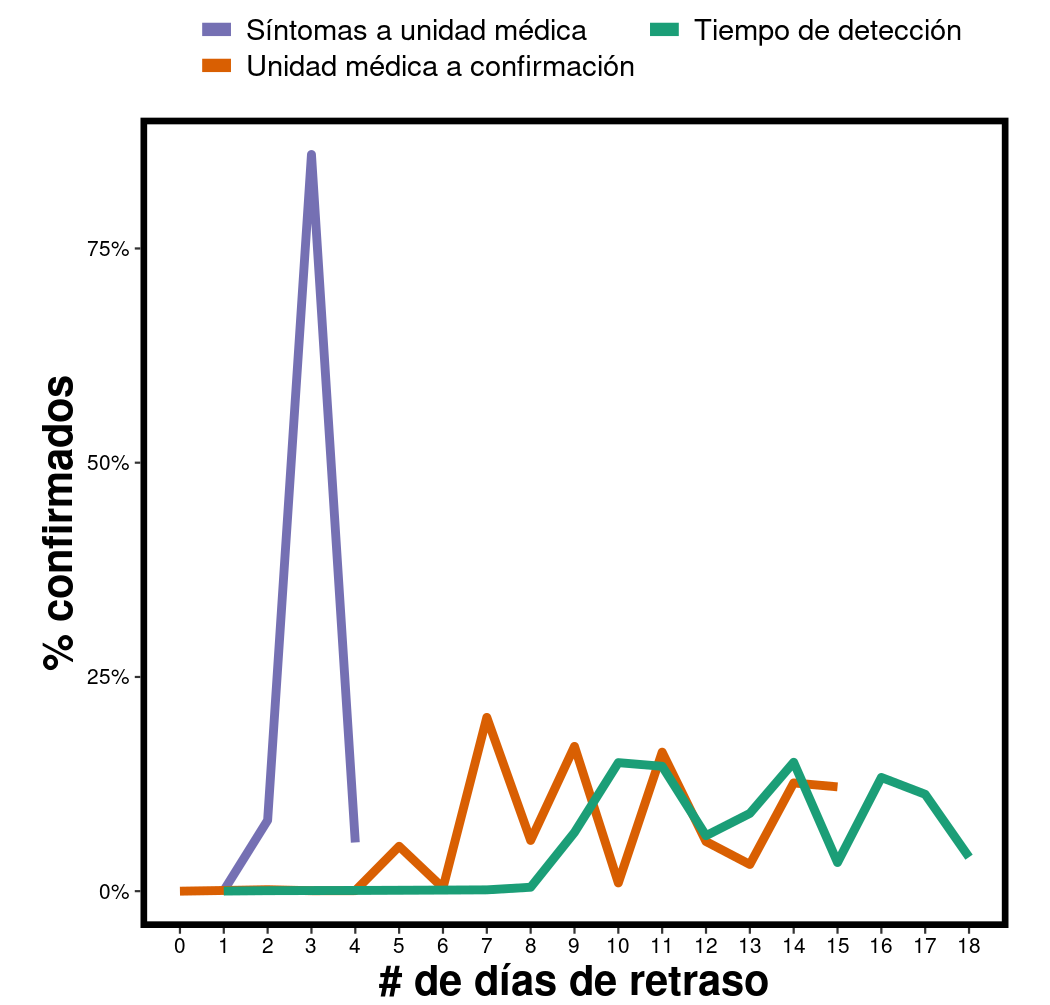 Síntomas a unidad médica
Tiempo de detección
Unidad médica a confirmación
% confirmados
75%
50%
25%
0%
0 1 2 3 4 5 6 7 8 9 10 11 12 13 14 15 16 17 18
# de días de retraso